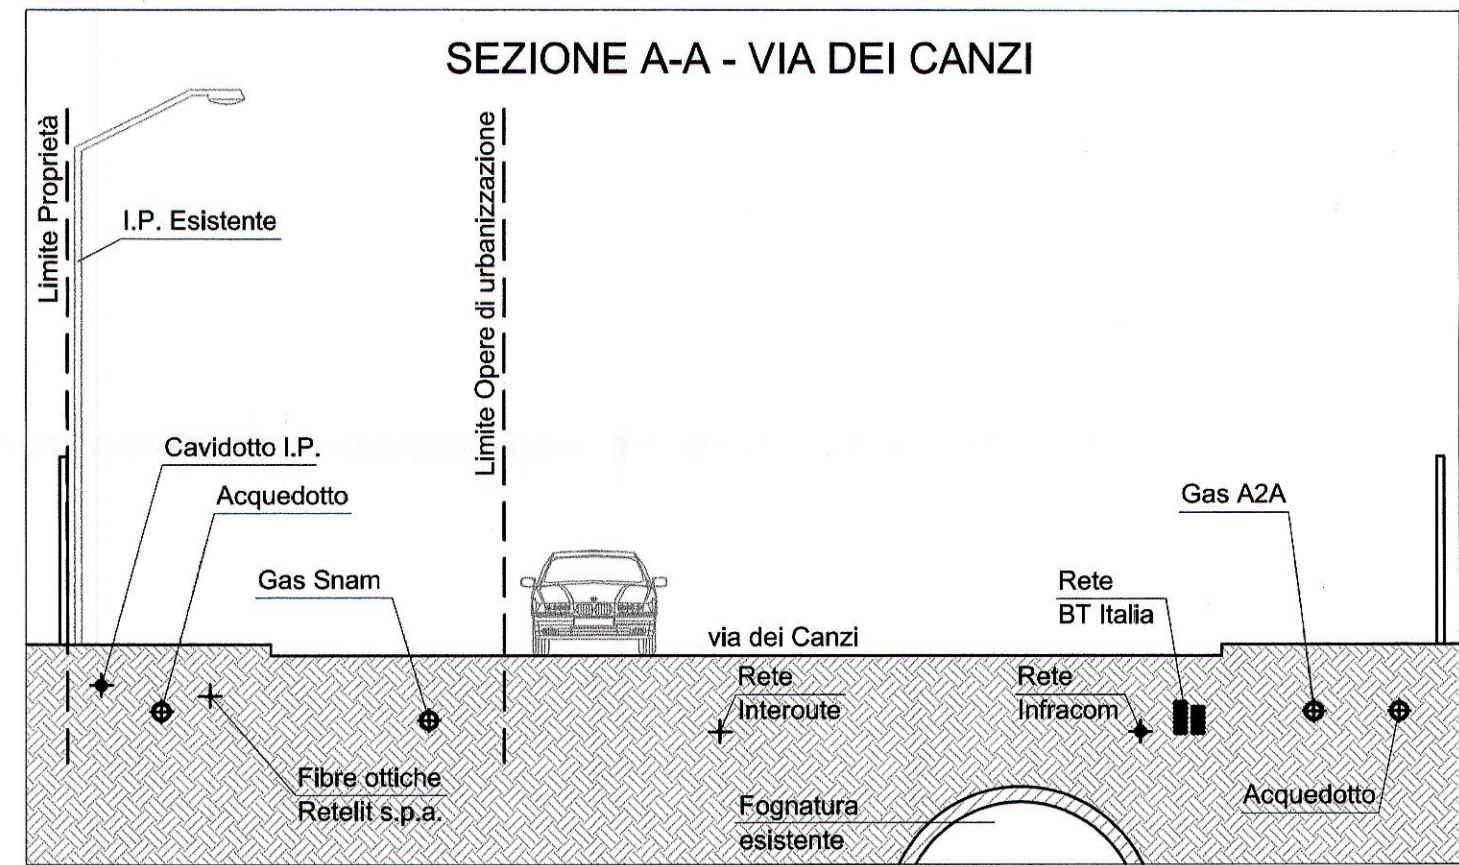 SEZIONE A-A - VIA DEI CANZI
Limite Proprietà
I.P. Esistente
Limite Opere di urbanizzazione
Cavidotto I.P.
Acquedotto
Gas Snam
Gas A2A
Rete
BT Italia
via dei Canzi
Rete
Interoute
Rete
Infracom
Fibre ottiche
Retelit s.p.a.
Fognatura
esistente
Acquedotto